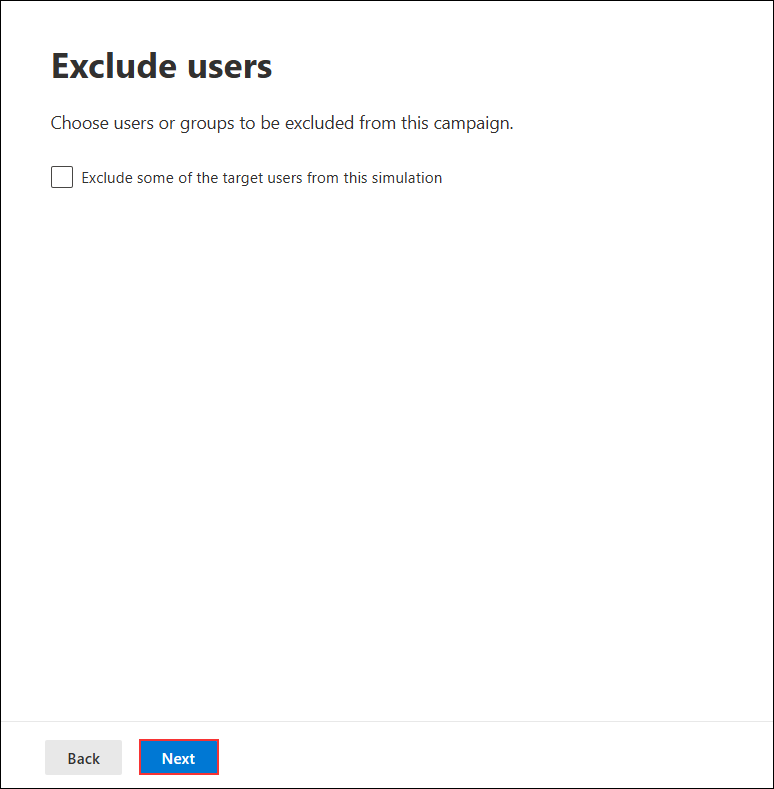 Exclude users
Choose users or groups to be excluded from this campaign.
Exclude some of the target users from this simulation
Back
Next